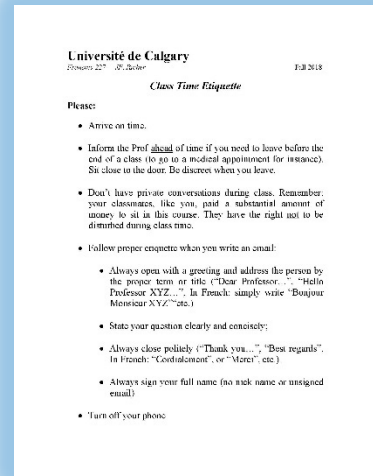 Université de Calgary
Français 227
Fall 2018
Class Time Etiquette
Please:
• Arrive on time.
• Inform the Prof ahead of time if you need to leave before the
end of a class (to go to a medical appointment for instance).
Sit close to the door. Be discreet when you leave.
• Don't have private conversations during class. Remember:
your classmates, like you, paid a substantial amount of
money to sit in this course. They have the right not to be
disturbed during class time.
• Follow proper etiquette when you write an email:
• Always open with a greeting and address the person by
the proper term or title ("Dear Professor…", "Hello
Professor XYZ…". In French: simply write "Bonjour
Monsieur XYZ" etc.)
• State your question clearly and concisely;
• Always close politely ("Thank you…", "Best regards".
In French: "Cordialement", or "Merci", etc.)
• Always sign your full name (no nick name or unsigned
email)
• Turn off your phone